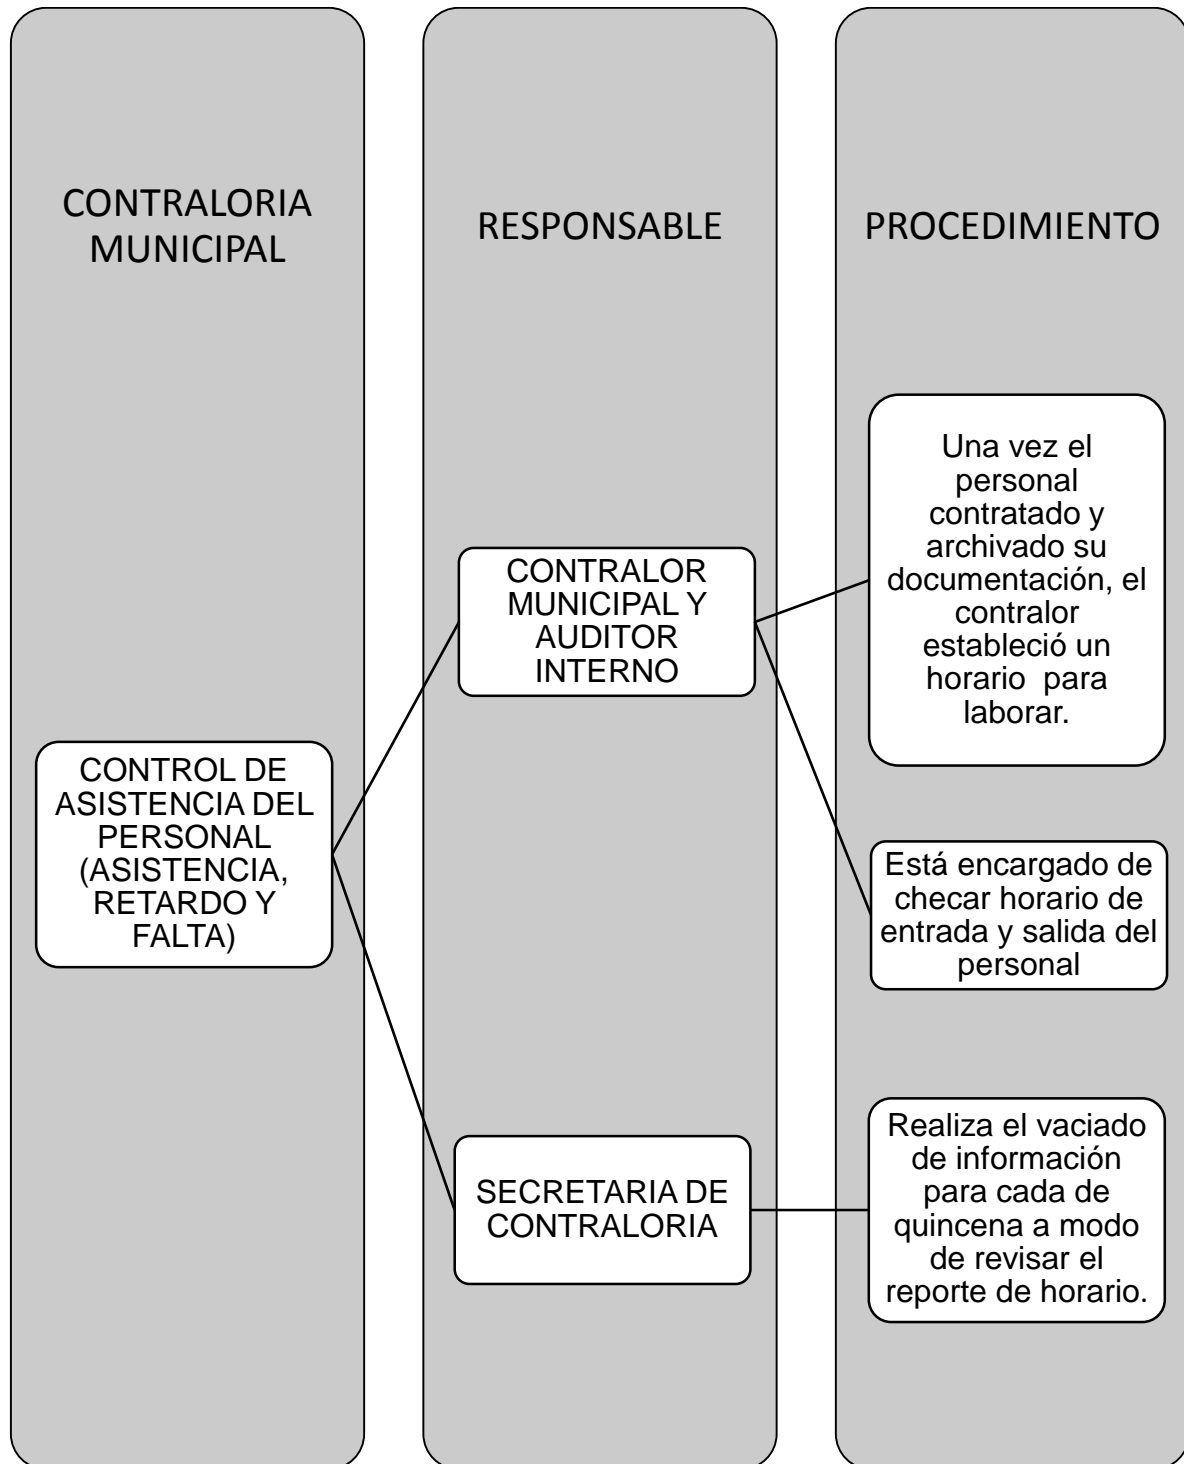 CONTRALORIA
MUNICIPAL
RESPONSABLE
PROCEDIMIENTO
CONTROL DE
ASISTENCIA DEL
PERSONAL
(ASISTENCIA,
RETARDO Y
FALTA)
CONTRALOR
MUNICIPAL Y
AUDITOR
INTERNO
SECRETARIA DE
CONTRALORIA
Una vez el
personal
contratado y
archivado su
documentación, el
contralor
estableció un
horario para
laborar.
Está encargado de
checar horario de
entrada y salida del
personal
Realiza el vaciado
de información
para cada de
quincena a modo
de revisar el
reporte de horario.